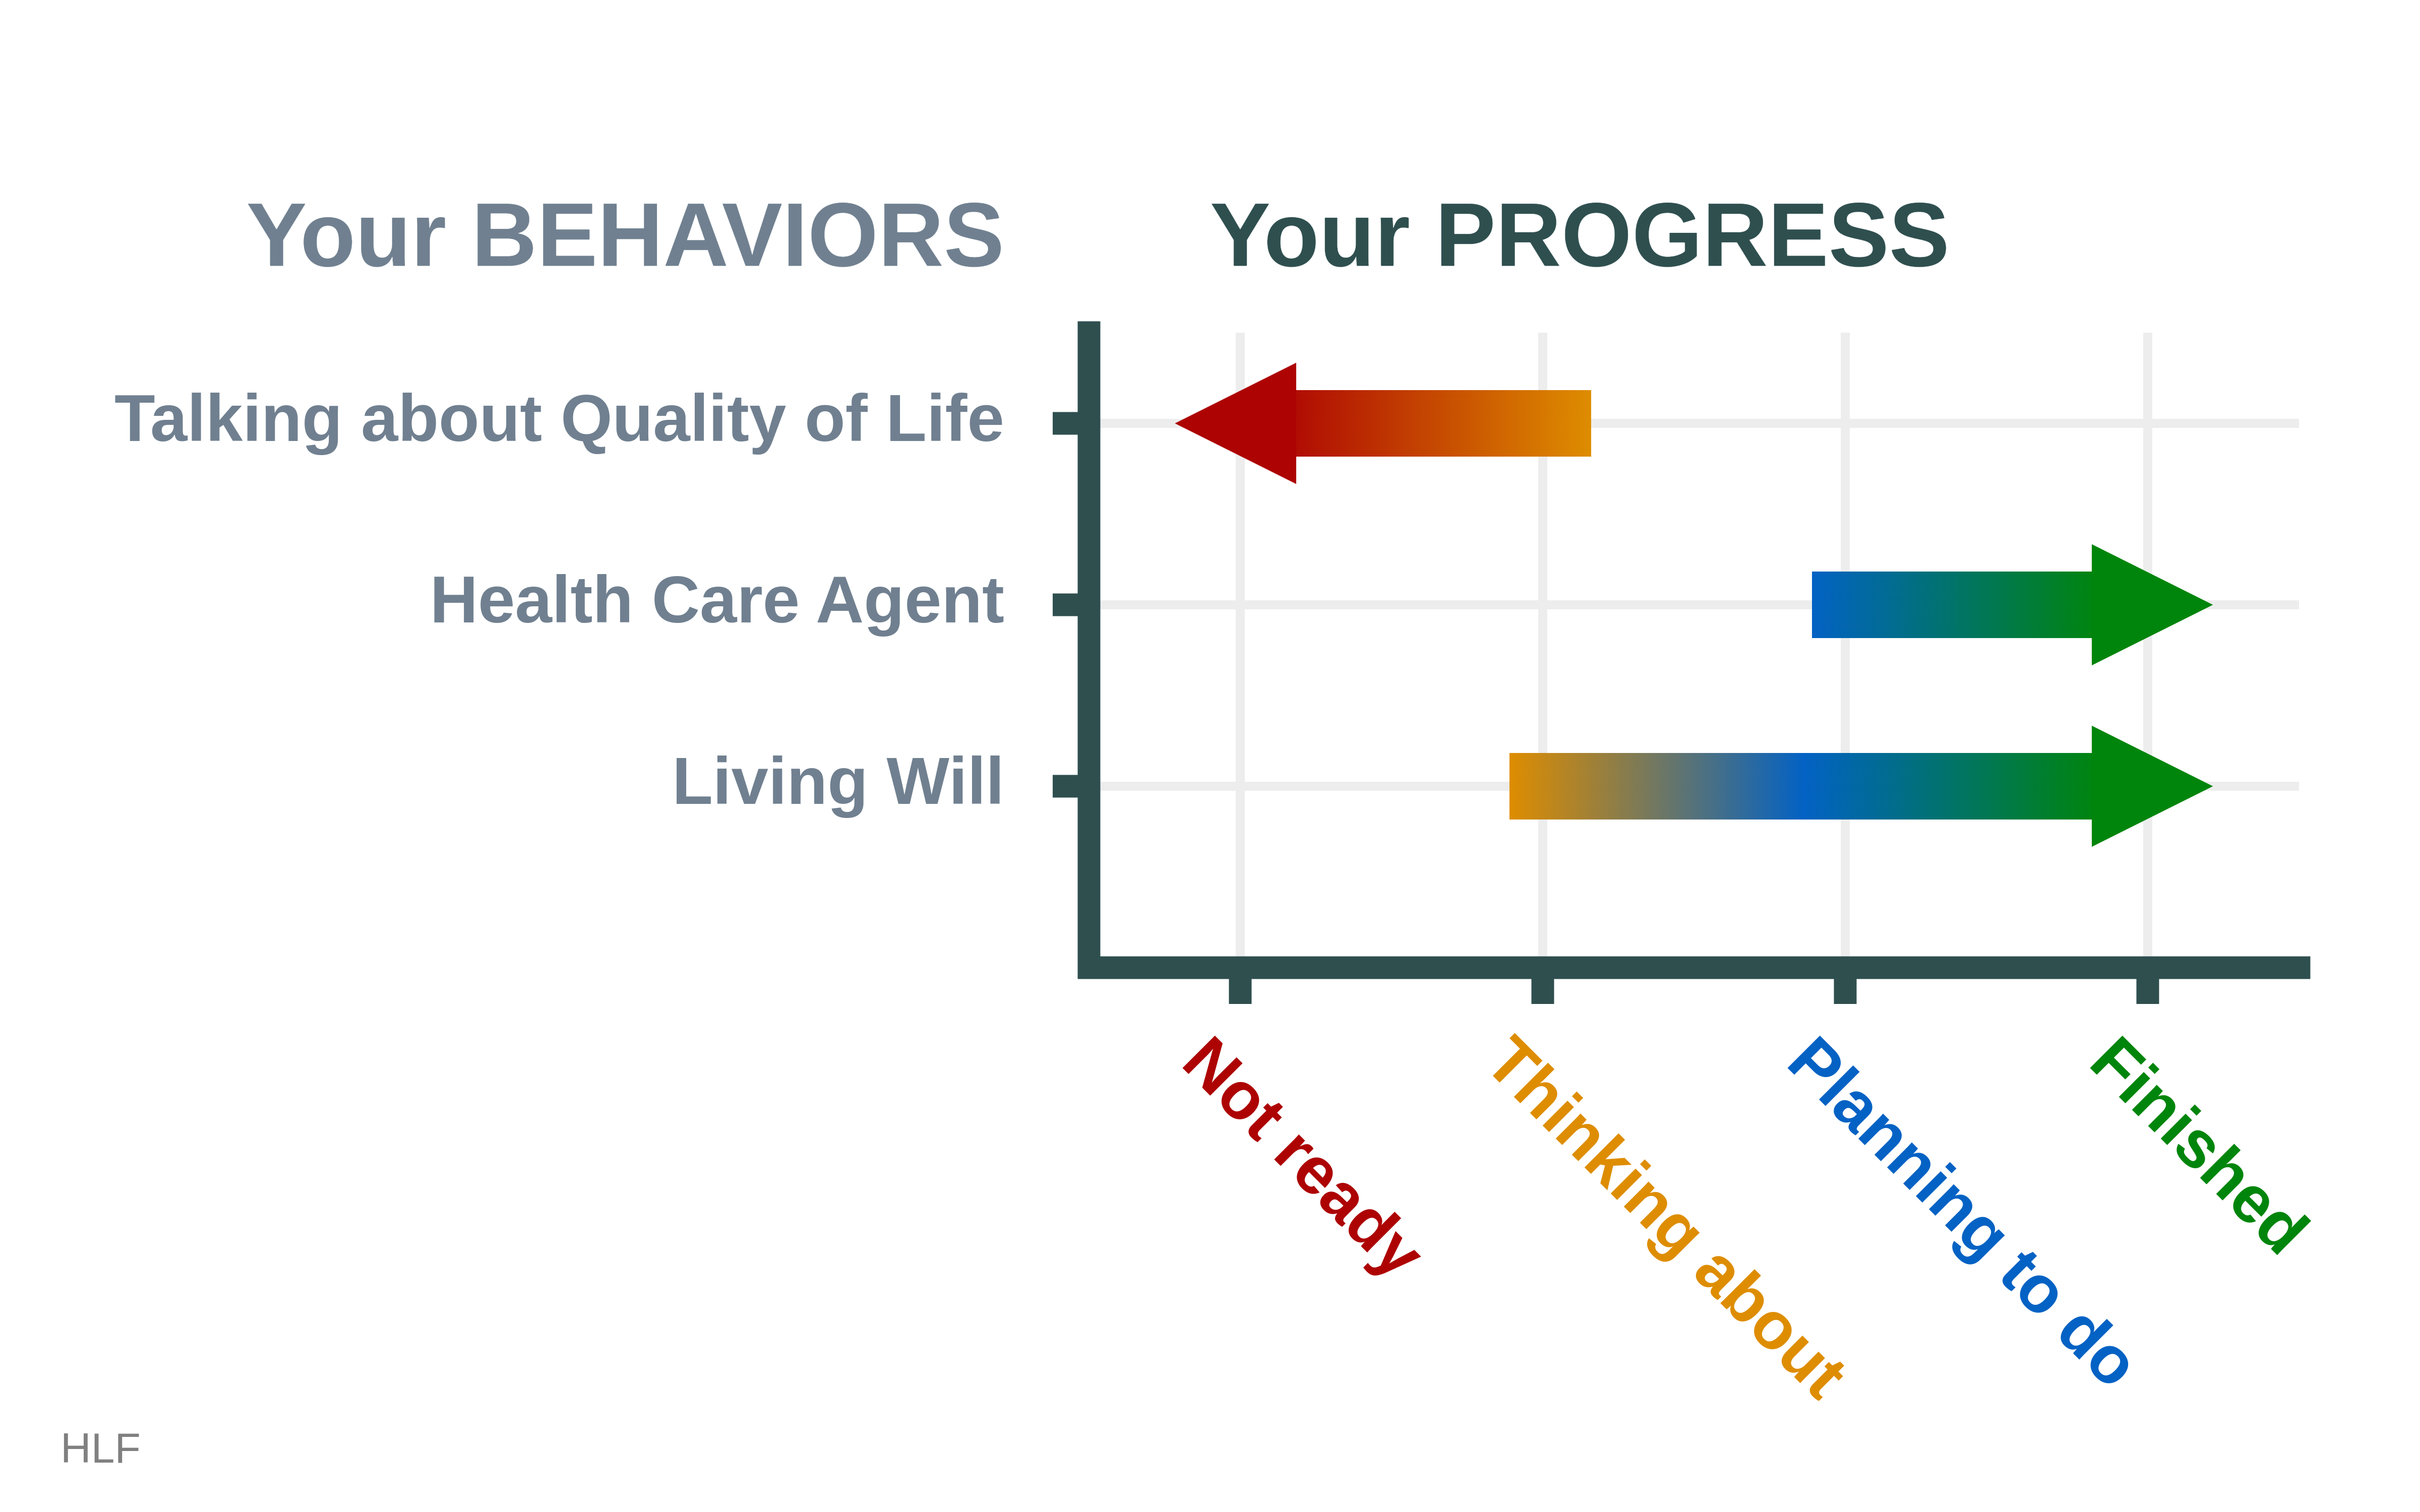 Your BEHAVIORS
Your PROGRESS
Talking about Quality of Life
Health Care Agent
Living Will
Not ready
Thinking about
Planning to do
Finished
HLF